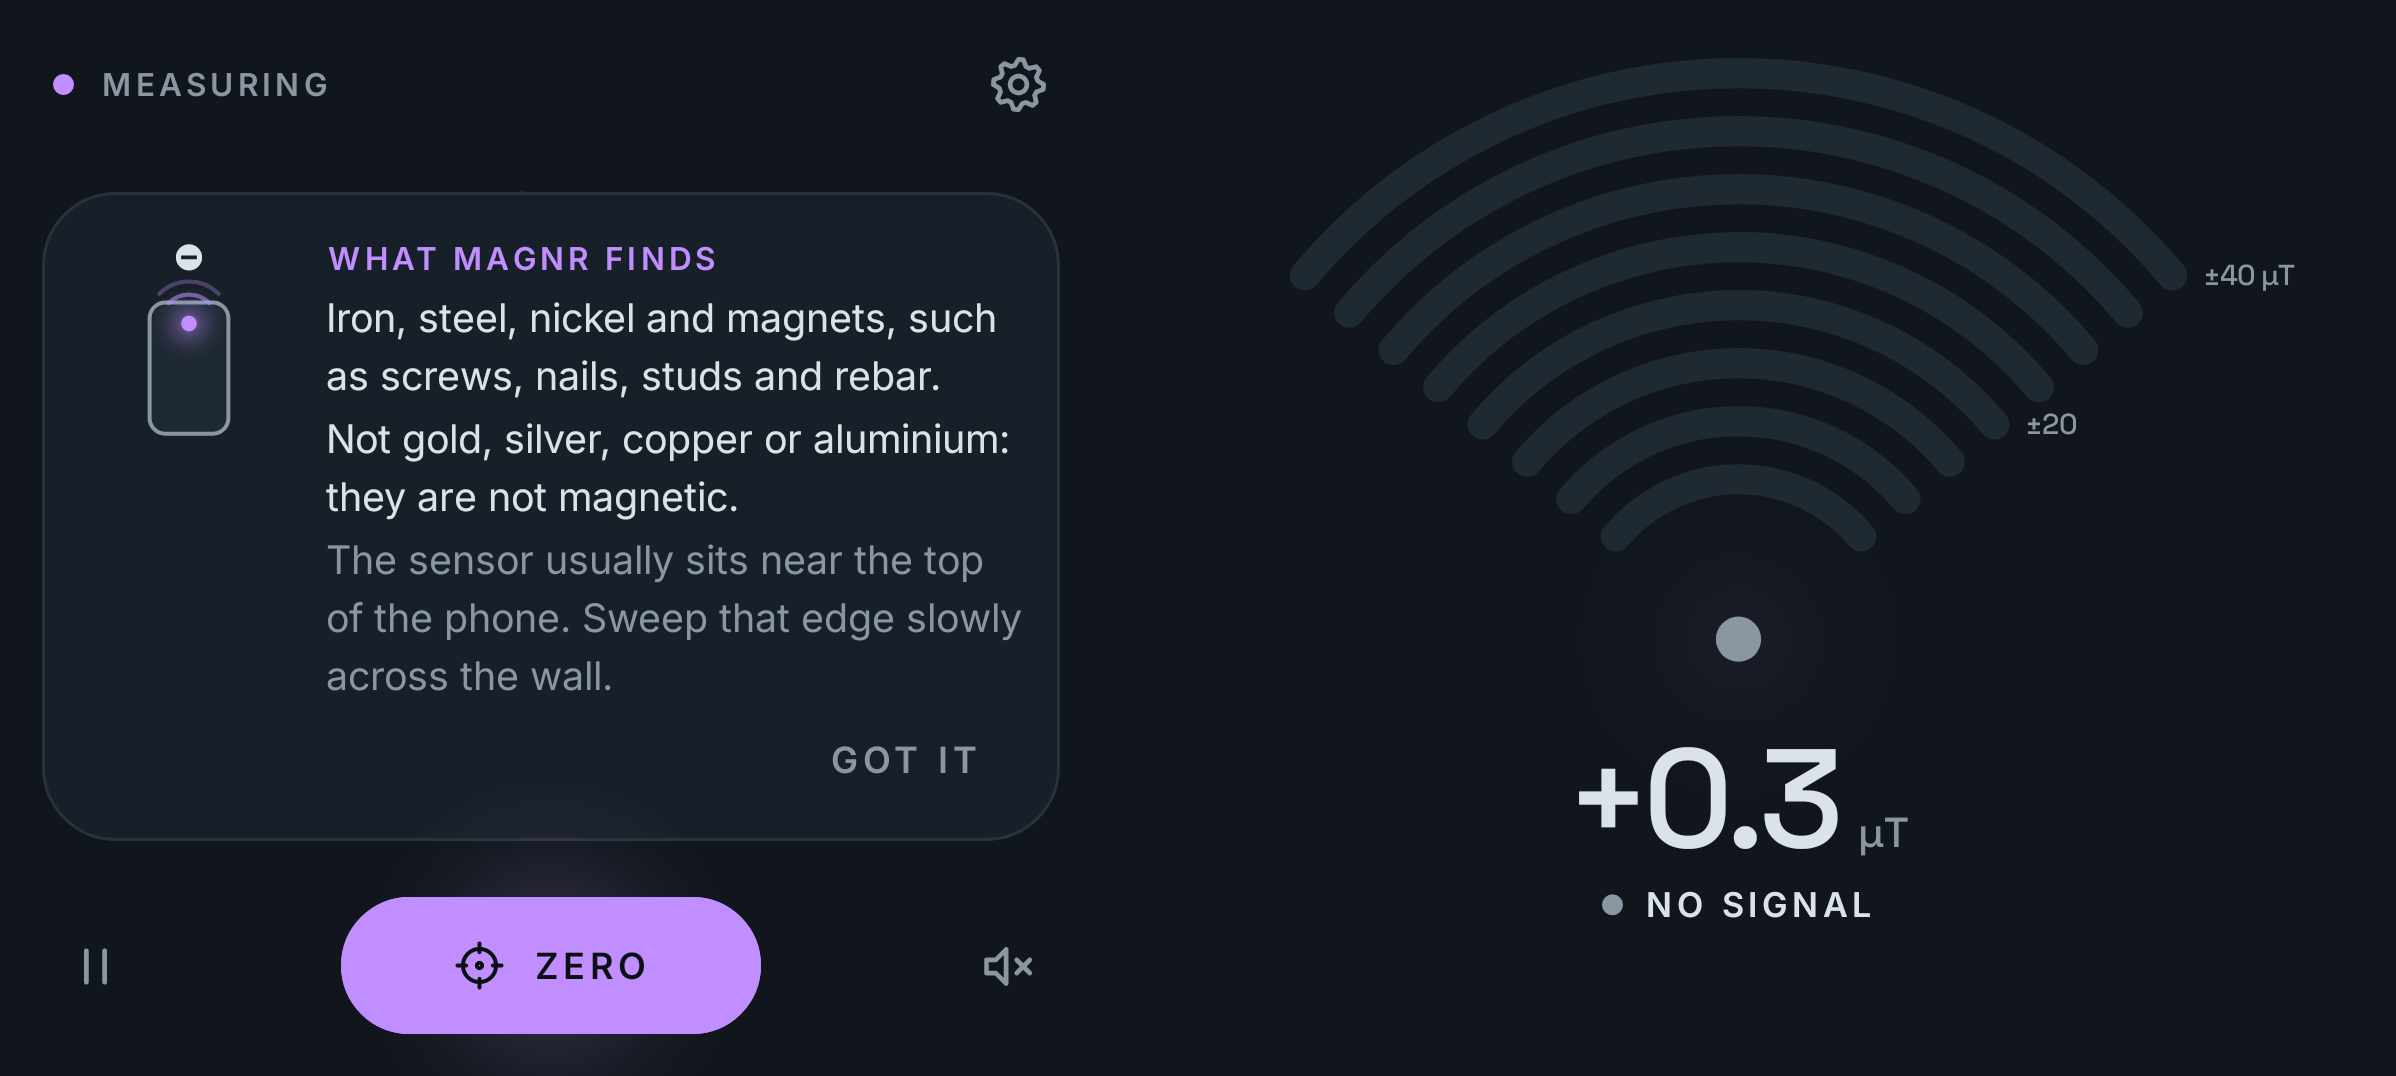 MEASURING
WHAT MAGNR FINDS
Iron, steel, nickel and magnets, such
as screws, nails, studs and rebar.
Not gold, silver, copper or aluminium:
they are not magnetic.
The sensor usually sits near the top
of the phone. Sweep that edge slowly
across the wall.
GOT IT
ZERO
±40 µT
±20
+0.3 µT
NO SIGNAL